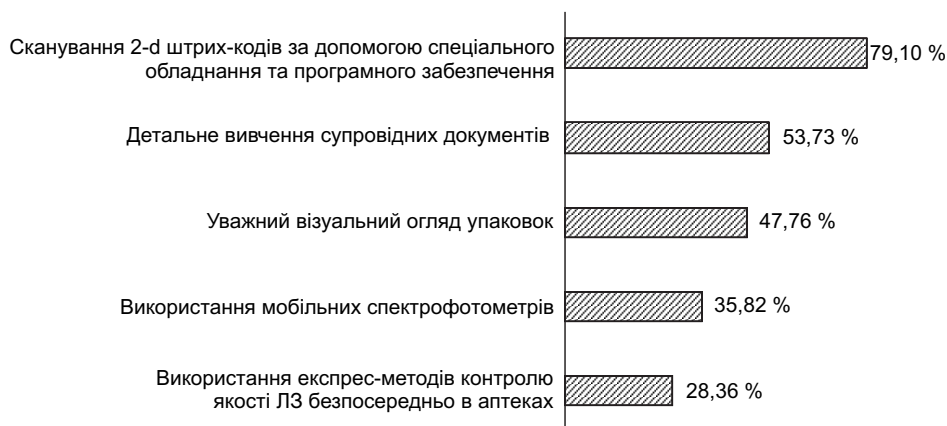 Сканування 2-d штрих-кодів за допомогою спеціального
обладнання та програмного забезпечення
79,10 %
Детальне вивчення супровідних документів
53,73 %
Уважний візуальний огляд упаковок
47,76 %
Використання мобільних спектрофотометрів
35,82 %
Використання експрес-методів контролю
якості ЛЗ безпосередньо в аптеках
28,36 %